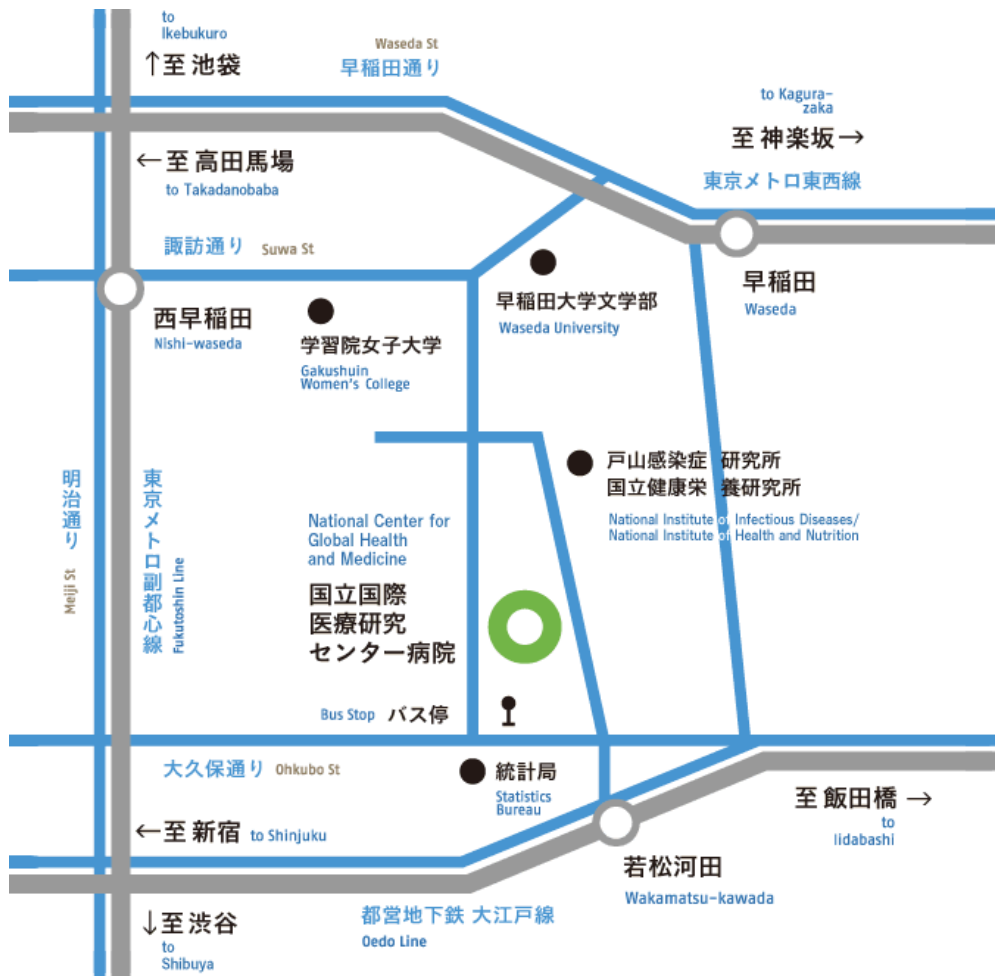 to
Ikebukuro
↑至 池袋
Waseda St
早稲田通り
to Kagura-
zaka
至 神楽坂→
東京メトロ東西線
←至 高田馬場
to Takadanobaba
諏訪通り Suwa St
早稲田
Waseda
早稲田大学文学部
Waseda University
西早稲田
Nishi-waseda
学習院女子大学
Gakushuin
Women's College
戸山感染症 研究所
国立健康栄 養研究所
National Institute of Infectious Diseases/
National Institute of Health and Nutrition
明治通り
Meiji St
東京メトロ副都心線
Fukutoshin Line
National Center for
Global Health
and Medicine
国立国際
医療研究
センター病院
Bus Stop バス停
大久保通り Ohkubo St
統計局
Statistics
Bureau
至 飯田橋 →
to
Iidabashi
←至 新宿 to Shinjuku
若松河田
Wakamatsu-kawada
都営地下鉄 大江戸線
Oedo Line
↓至 渋谷
to
Shibuya